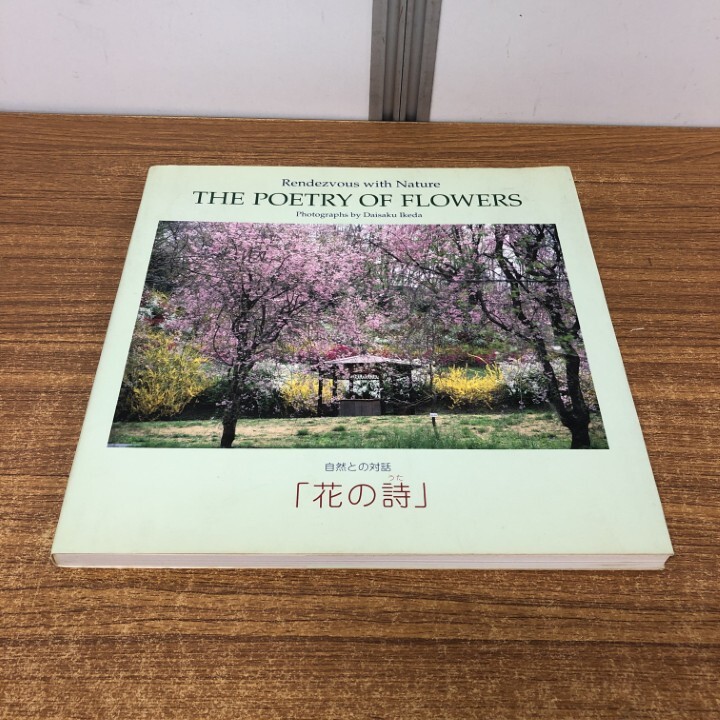 Rendezvous with Nature
THE POETRY OF FLOWERS
Photographs by Daisaku Ikeda
自然との対話
うた
「花の詩」